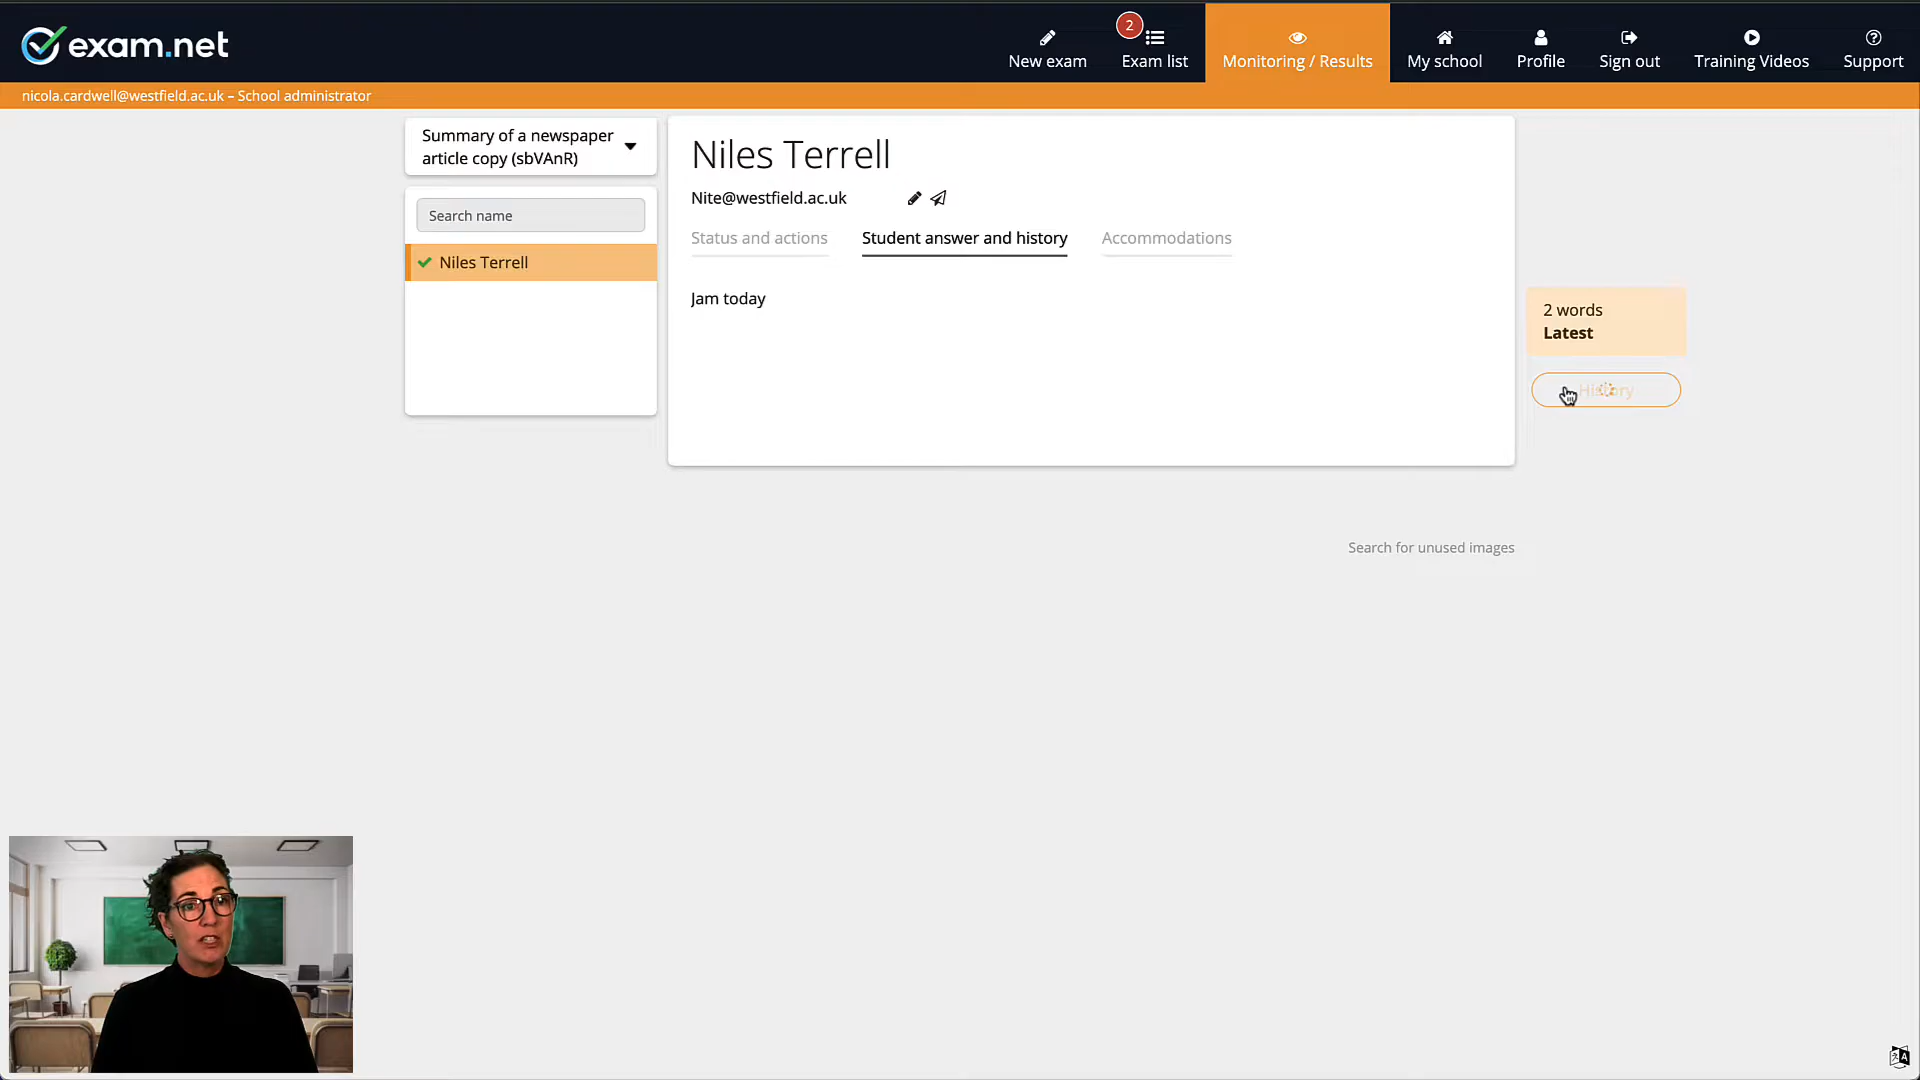 exam.net
New exam
2
Exam list
Monitoring / Results
My school
Profile
Sign out
Training Videos
Support
nicola.cardwell@westfield.ac.uk – School administrator
Summary of a newspaper
article copy (sbVAnR)
Search name
Niles Terrell
Niles Terrell
Nite@westfield.ac.uk
Status and actions
Student answer and history
Accommodations
Jam today
2 words
Latest
History
Search for unused images